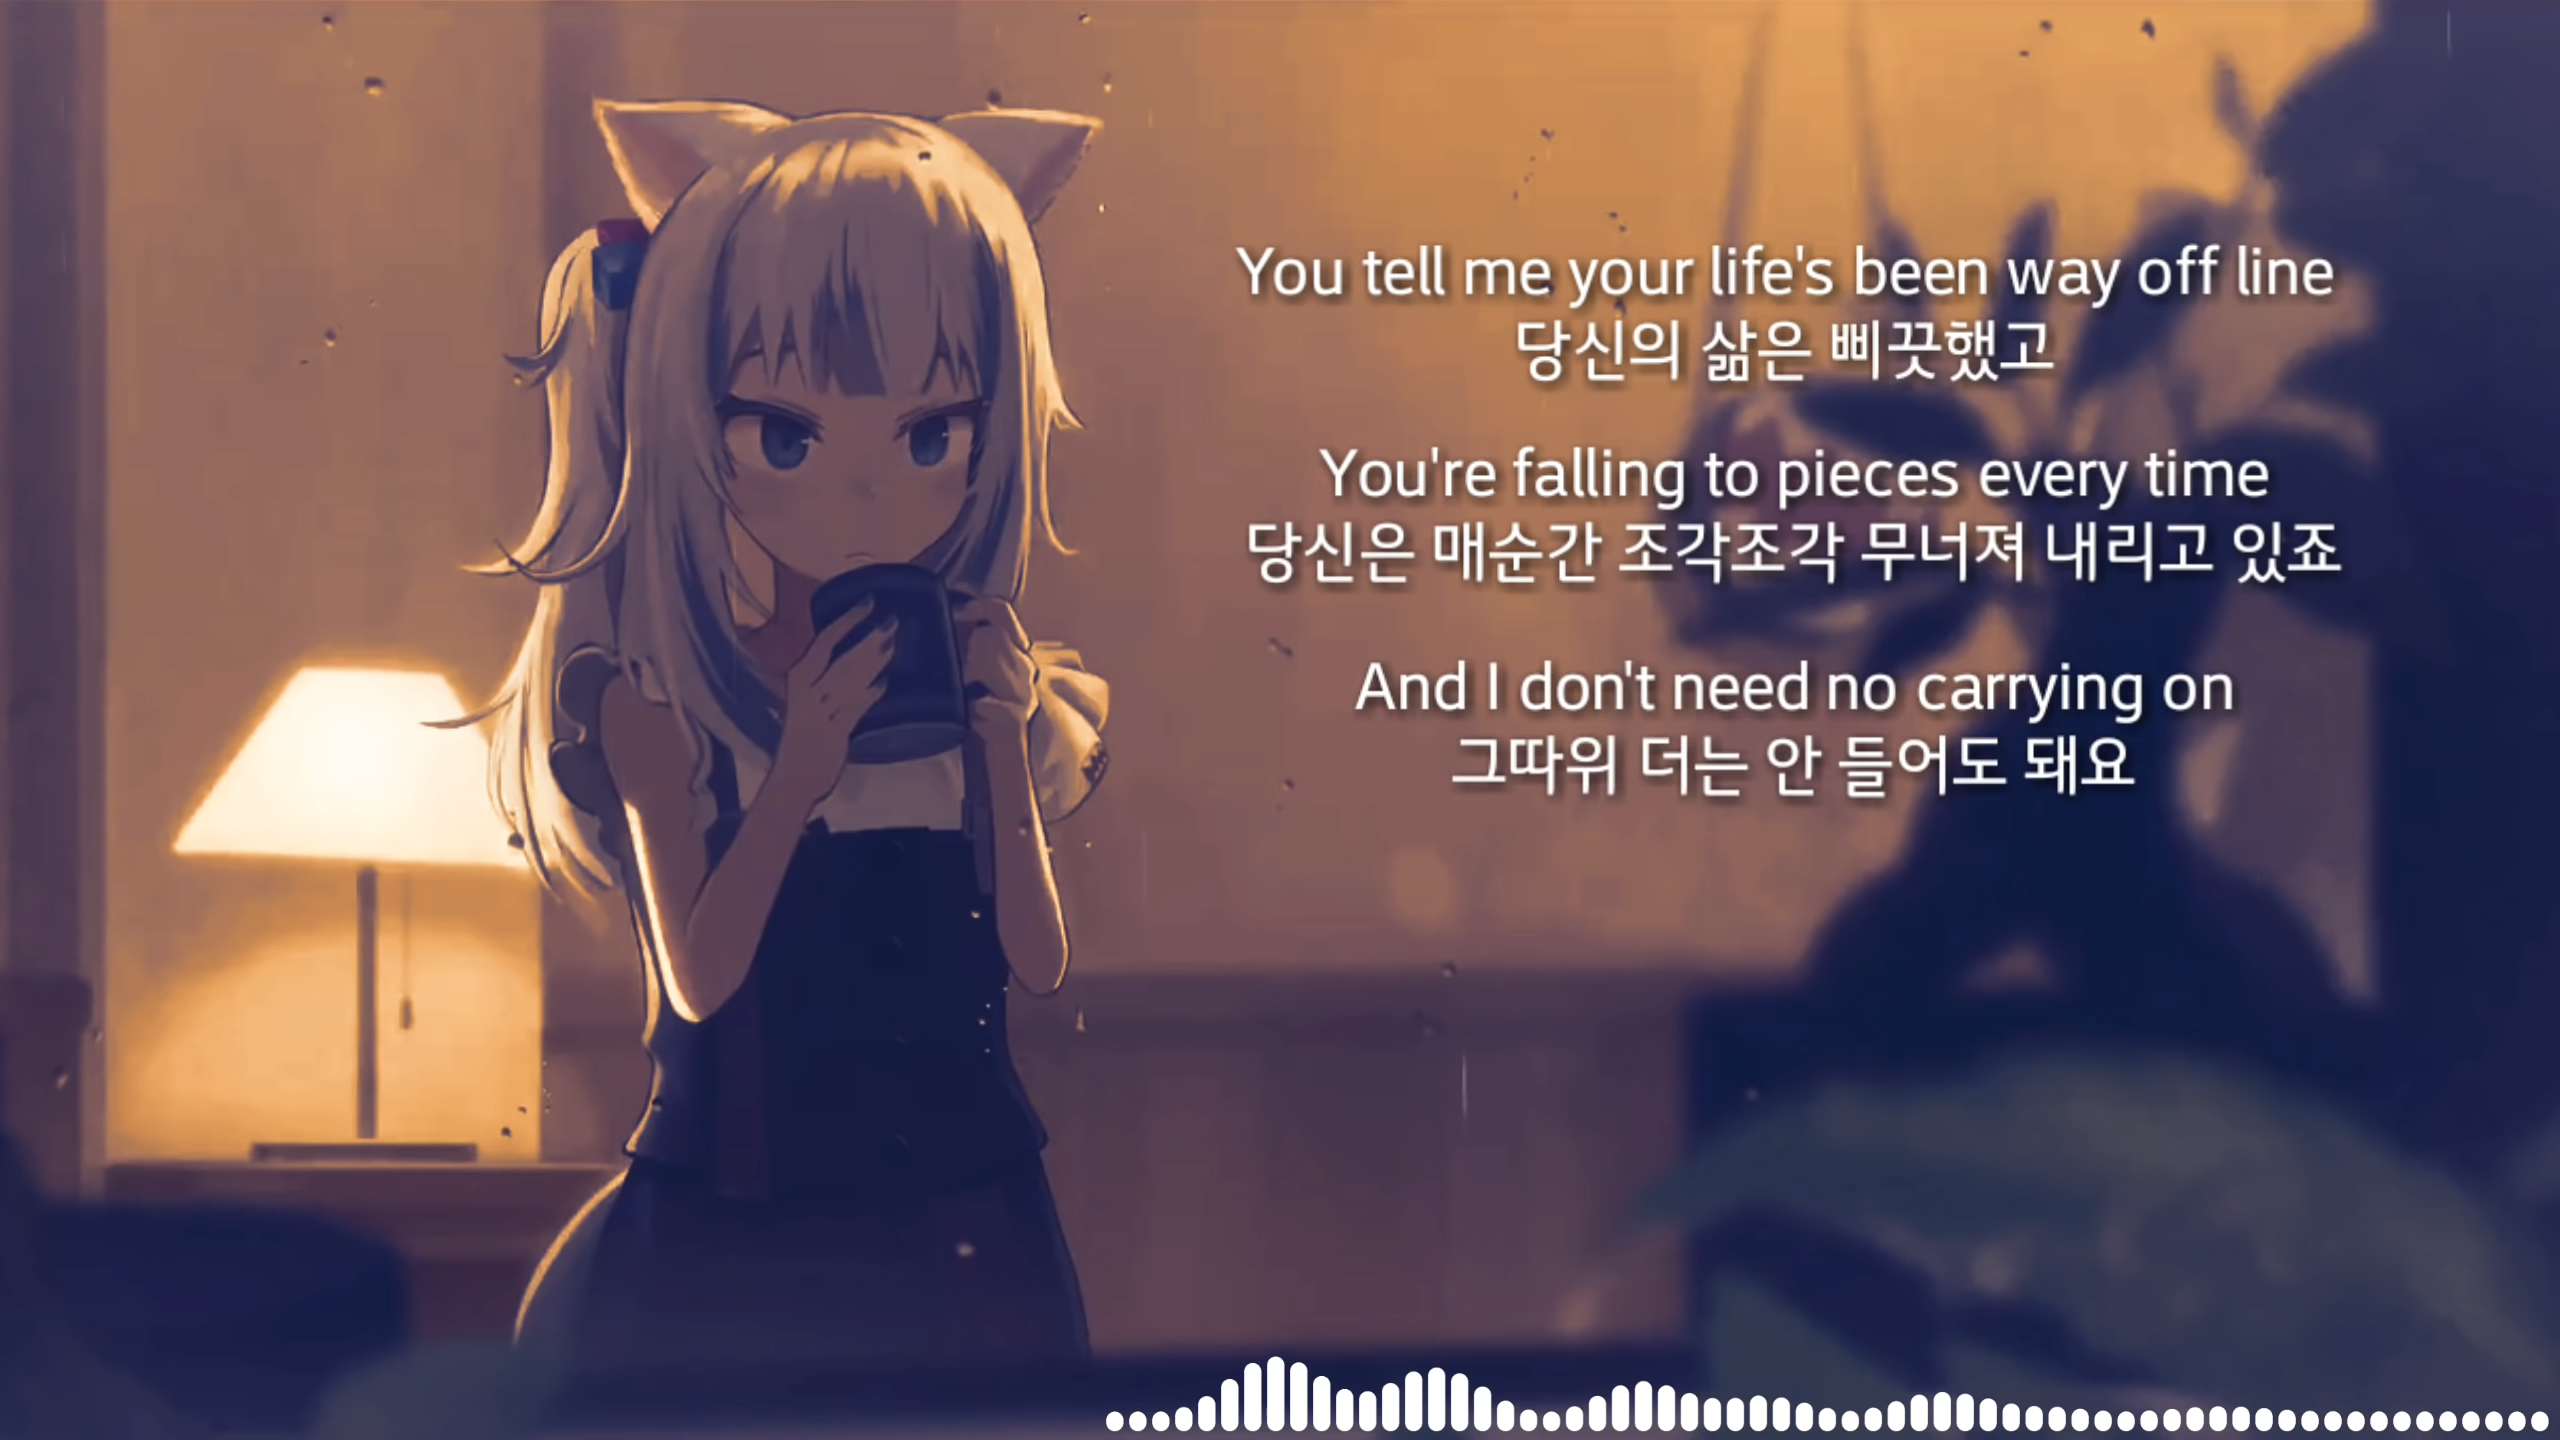 You tell me your life's been way off line
당신의 삶은 삐끗했고
You're falling to pieces every time
당신은 매순간 조각조각 무너져 내리고 있죠
And I don't need no carrying on
그따위 더는 안 들어도 돼요